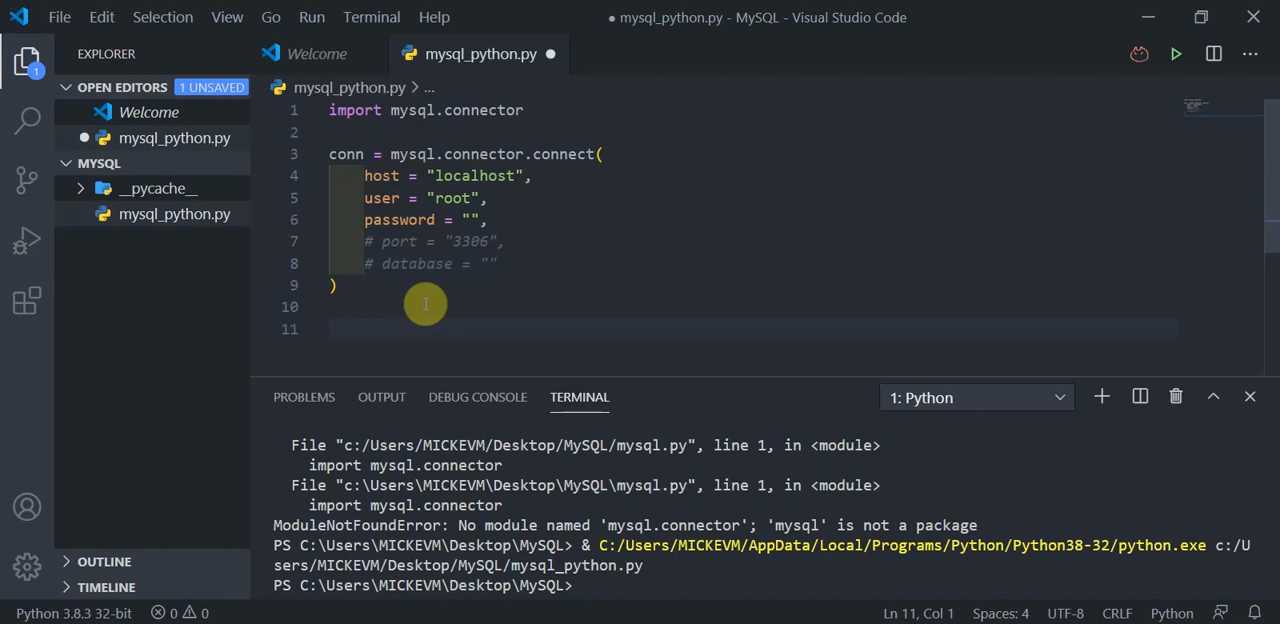 File Edit Selection View Go Run Terminal Help ● mysql_python.py - MySQL - Visual Studio Code
EXPLORER
Welcome
mysql_python.py
OPEN EDITORS 1 UNSAVED
Welcome
mysql_python.py
MYSQL
__pycache__
mysql_python.py
OUTLINE
TIMELINE
1
mysql_python.py > ...
1 import mysql.connector
2
3 conn = mysql.connector.connect(
4 host = "localhost",
5 user = "root",
6 password = "",
7 # port = "3306",
8 # database = ""
9 )
10
11
PROBLEMS OUTPUT DEBUG CONSOLE TERMINAL 1: Python
File "c:/Users/MICKEVM/Desktop/MySQL/mysql.py", line 1, in <module>
import mysql.connector
File "c:\Users\MICKEVM\Desktop\MySQL\mysql.py", line 1, in <module>
import mysql.connector
ModuleNotFoundError: No module named 'mysql.connector'; 'mysql' is not a package
PS C:\Users\MICKEVM\Desktop\MySQL> & C:/Users/MICKEVM/AppData/Local/Programs/Python/Python38-32/python.exe c:/U
sers/MICKEVM/Desktop/MySQL/mysql_python.py
PS C:\Users\MICKEVM\Desktop\MySQL>
Python 3.8.3 32-bit 0 0 Ln 11, Col 1 Spaces: 4 UTF-8 CRLF Python